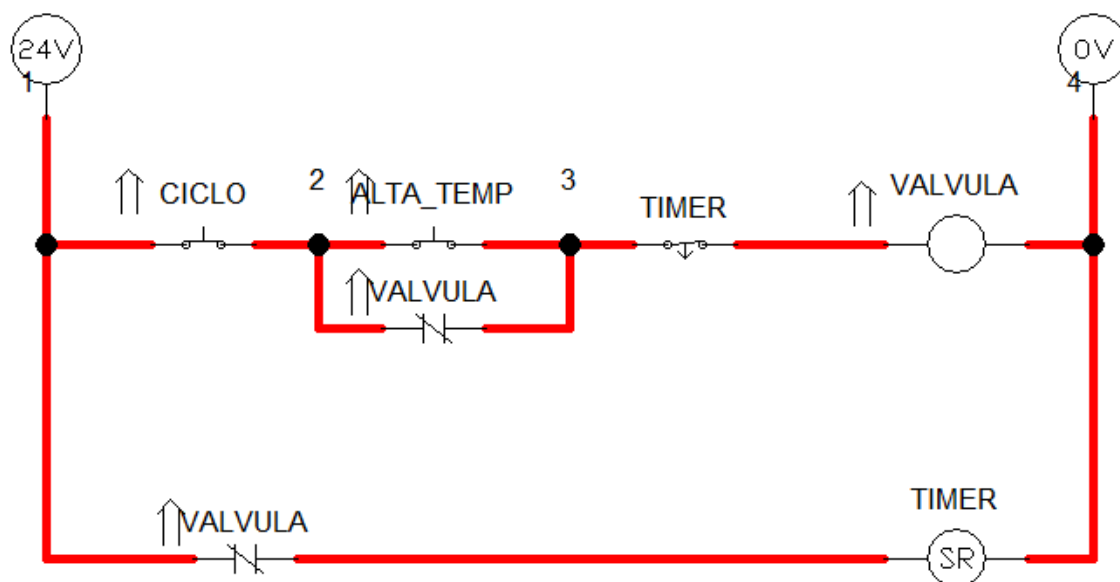 24V
0V
1
4
CICLO
2
ALTA_TEMP
3
TIMER
VALVULA
VALVULA
TIMER
VALVULA
SR